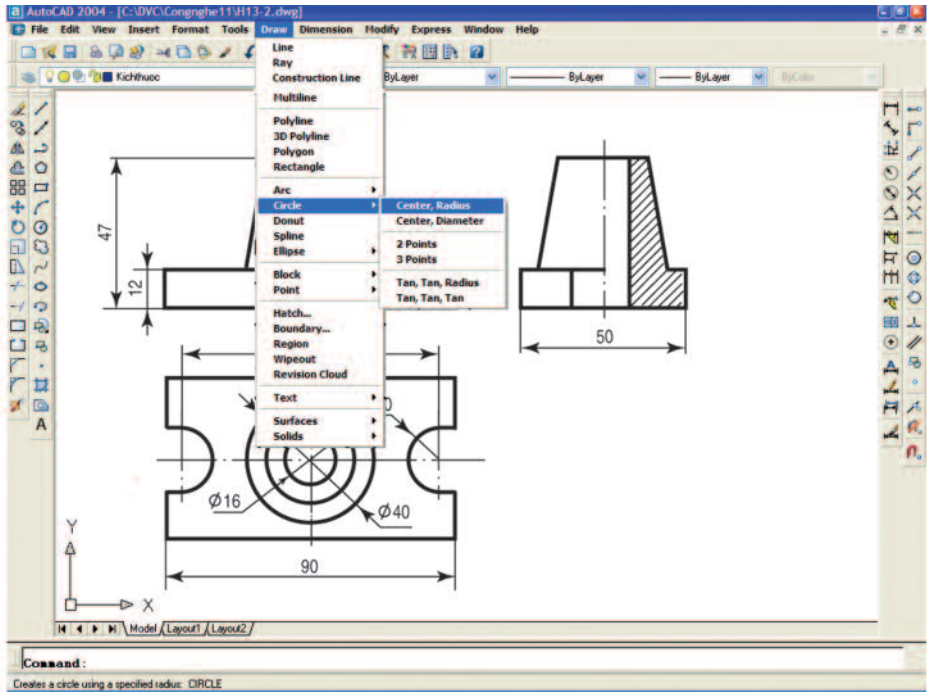 AutoCAD 2004 - [C:\DVC\Congnghe11\H13-2.dwg]
File Edit View Insert Format Tools Draw Dimension Modify Express Window Help
Kichthuoc
ByLayer
ByLayer
ByLayer
ByColor
Line
Ray
Construction Line
Multiline
Polyline
3D Polyline
Polygon
Rectangle
Arc
Circle
Donut
Spline
Ellipse
Block
Point
Hatch...
Boundary...
Region
Wipeout
Revision Cloud
Text
Surfaces
Solids
Center, Radius
Center, Diameter
2 Points
3 Points
Tan, Tan, Radius
Tan, Tan, Tan
47
12
50
Ø16
Ø40
90
Y
X
A
Model Layout1 Layout2
Command:
Creates a circle using a specified radius: CIRCLE